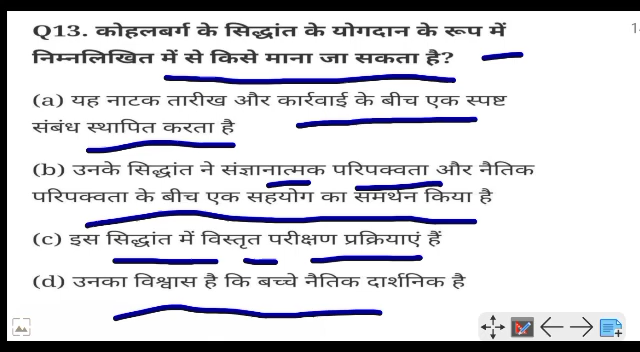 Q13. कोहलबर्ग के सिद्धांत के योगदान के रूप में
निम्नलिखित में से किसे माना जा सकता है?
(a) यह नाटक तारीख और कार्रवाई के बीच एक स्पष्ट
संबंध स्थापित करता है
(b) उनके सिद्धांत ने संज्ञानात्मक परिपक्वता और नैतिक
परिपक्वता के बीच एक सहयोग का समर्थन किया है
(c) इस सिद्धांत में विस्तृत परीक्षण प्रक्रियाएं हैं
(d) उनका विश्वास है कि बच्चे नैतिक दार्शनिक है